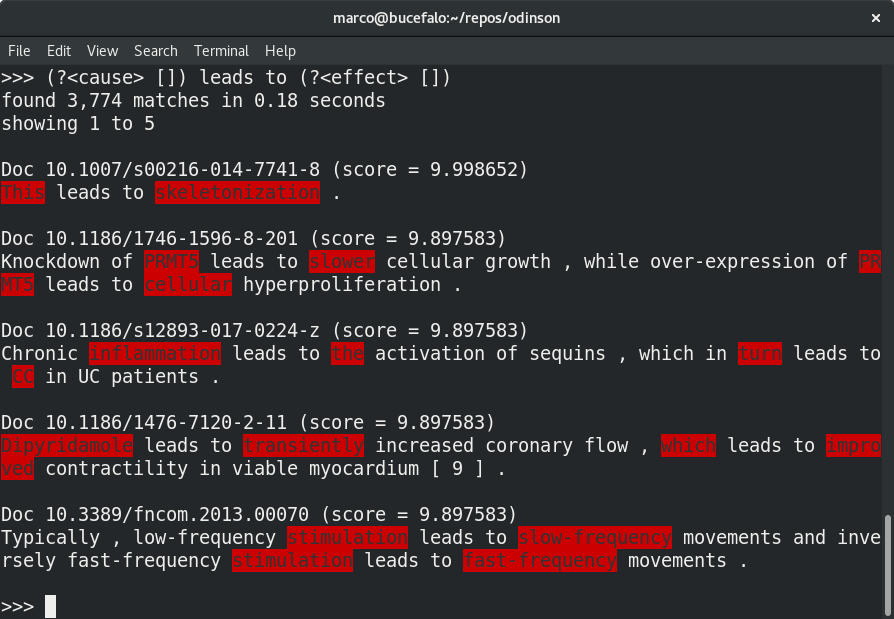 marco@bucefalo:~/repos/odinson
×
File Edit View Search Terminal Help
>>> (?<cause> []) leads to (?<effect> [])
found 3,774 matches in 0.18 seconds
showing 1 to 5
Doc 10.1007/s00216-014-7741-8 (score = 9.998652)
This leads to skeletonization .
Doc 10.1186/1746-1596-8-201 (score = 9.897583)
Knockdown of PRMT5 leads to slower cellular growth , while over-expression of PR
MT5 leads to cellular hyperproliferation .
Doc 10.1186/s12893-017-0224-z (score = 9.897583)
Chronic inflammation leads to the activation of sequins , which in turn leads to
CC in UC patients .
Doc 10.1186/1476-7120-2-11 (score = 9.897583)
Dipyridamole leads to transiently increased coronary flow , which leads to impro
ved contractility in viable myocardium [ 9 ] .
Doc 10.3389/fncom.2013.00070 (score = 9.897583)
Typically , low-frequency stimulation leads to slow-frequency movements and inve
rsely fast-frequency stimulation leads to fast-frequency movements .
>>>